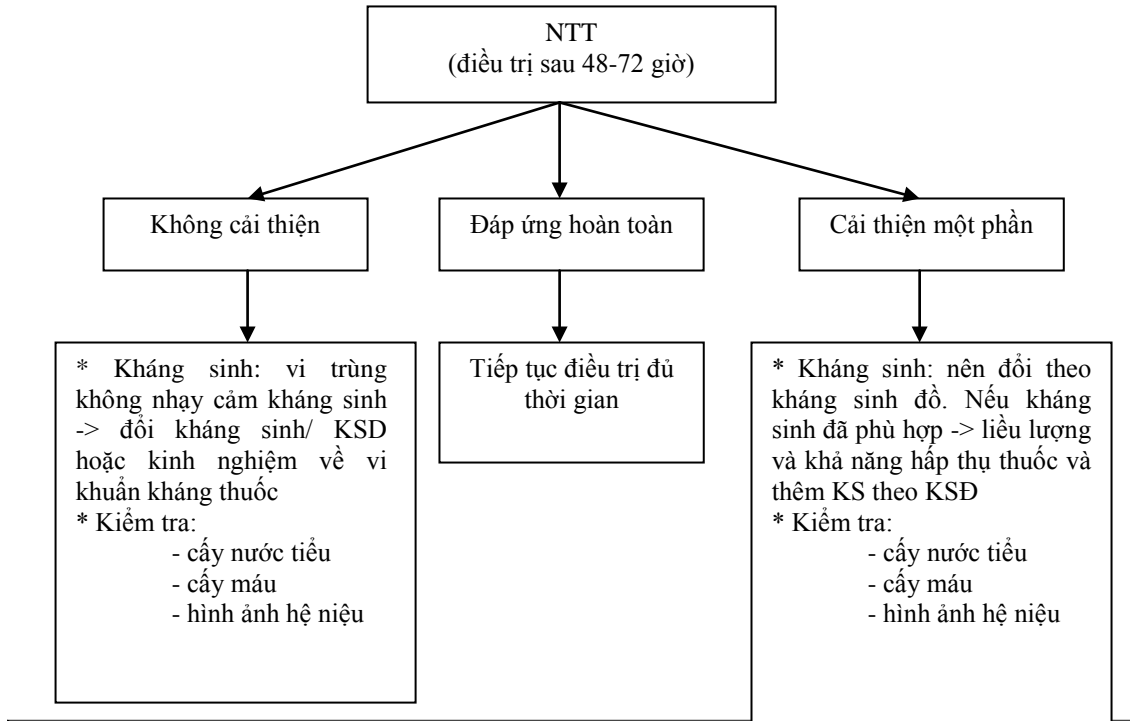 NTT
(điều trị sau 48-72 giờ)
Không cải thiện
Đáp ứng hoàn toàn
Cải thiện một phần
* Kháng sinh: vi trùng
không nhạy cảm kháng sinh
-> đổi kháng sinh/ KSD
hoặc kinh nghiệm về vi
khuẩn kháng thuốc
* Kiểm tra:
- cấy nước tiểu
- cấy máu
- hình ảnh hệ niệu
Tiếp tục điều trị đủ
thời gian
* Kháng sinh: nên đổi theo
kháng sinh đồ. Nếu kháng
sinh đã phù hợp -> liều lượng
và khả năng hấp thụ thuốc và
thêm KS theo KSĐ
* Kiểm tra:
- cấy nước tiểu
- cấy máu
- hình ảnh hệ niệu